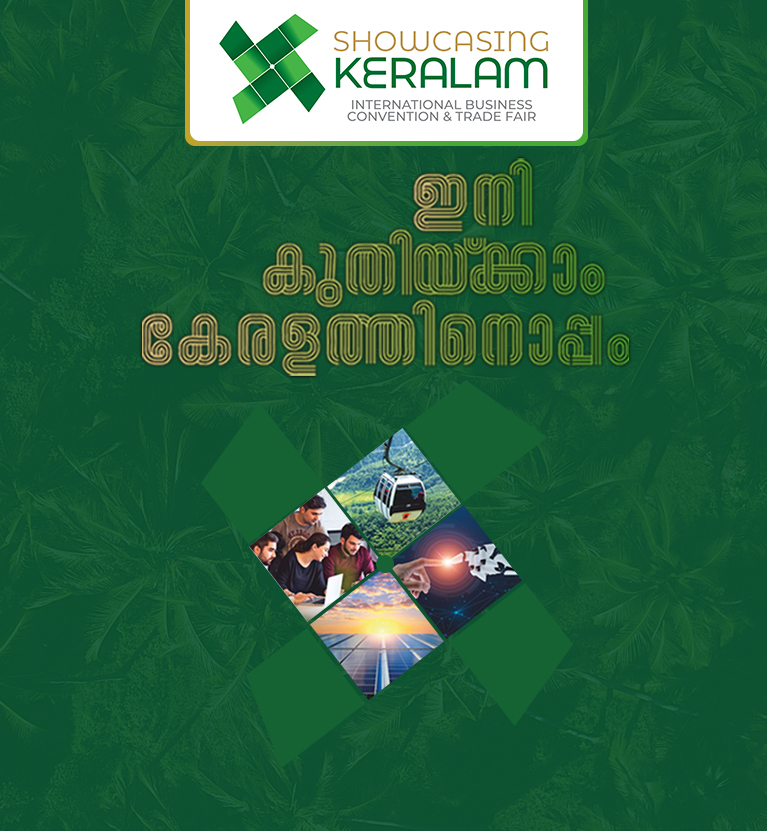 SHOWCASING
KERALAM
INTERNATIONAL BUSINESS
CONVENTION & TRADE FAIR
ഇനി
കുതിയ്ക്കാം
കേരളത്തിനൊപ്പം